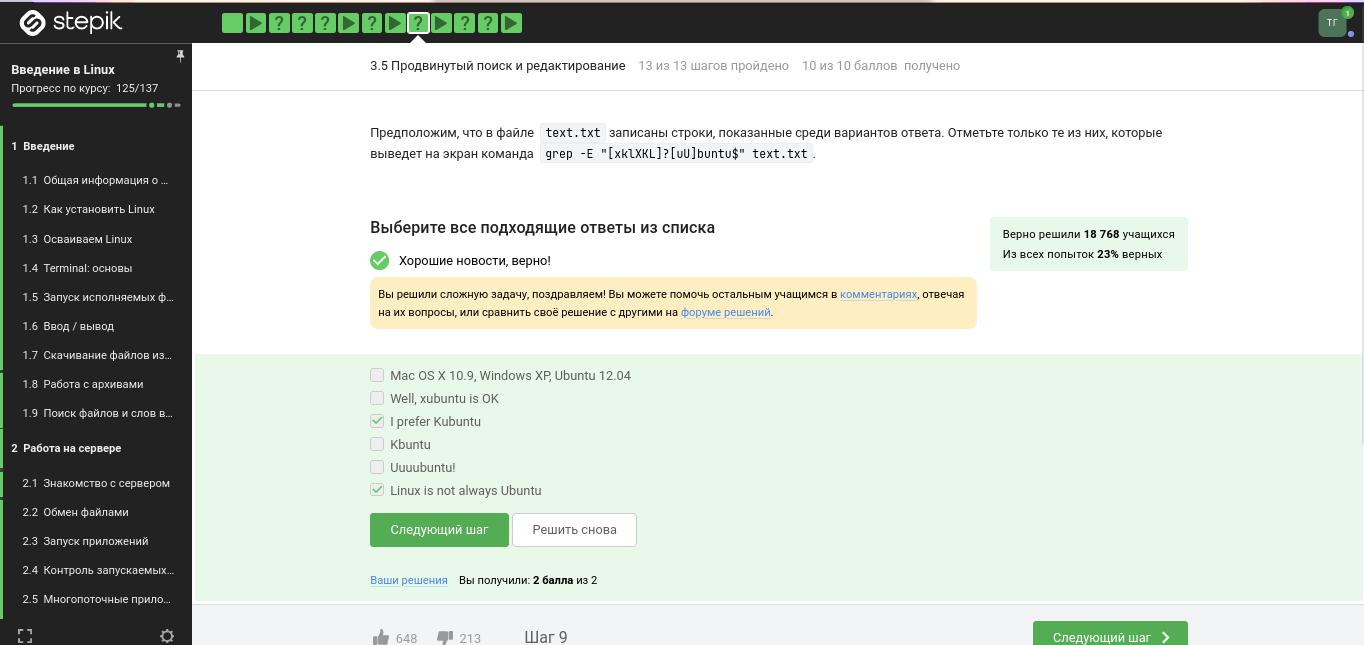 stepik
? ? ? ? ? ? ?
ТГ
1
Введение в Linux
Прогресс по курсу: 125/137
1 Введение
1.1 Общая информация о ...
1.2 Как установить Linux
1.3 Осваиваем Linux
1.4 Terminal: основы
1.5 Запуск исполняемых ф...
1.6 Ввод / вывод
1.7 Скачивание файлов из...
1.8 Работа с архивами
1.9 Поиск файлов и слов в...
2 Работа на сервере
2.1 Знакомство с сервером
2.2 Обмен файлами
2.3 Запуск приложений
2.4 Контроль запускаемых...
2.5 Многопоточные прило...
3.5 Продвинутый поиск и редактирование 13 из 13 шагов пройдено 10 из 10 баллов получено
Предположим, что в файле text.txt записаны строки, показанные среди вариантов ответа. Отметьте только те из них, которые
выведет на экран команда grep -E "[xklXKL]?[uU]buntu$" text.txt .
Выберите все подходящие ответы из списка
Верно решили 18 768 учащихся
Из всех попыток 23% верных
Хорошие новости, верно!
Вы решили сложную задачу, поздравляем! Вы можете помочь остальным учащимся в комментариях, отвечая
на их вопросы, или сравнить своё решение с другими на форуме решений.
Mac OS X 10.9, Windows XP, Ubuntu 12.04
Well, xubuntu is OK
I prefer Kubuntu
Kbuntu
Uuuubuntu!
Linux is not always Ubuntu
Следующий шаг Решить снова
Ваши решения Вы получили: 2 балла из 2
648 213 Шаг 9 Следующий шаг